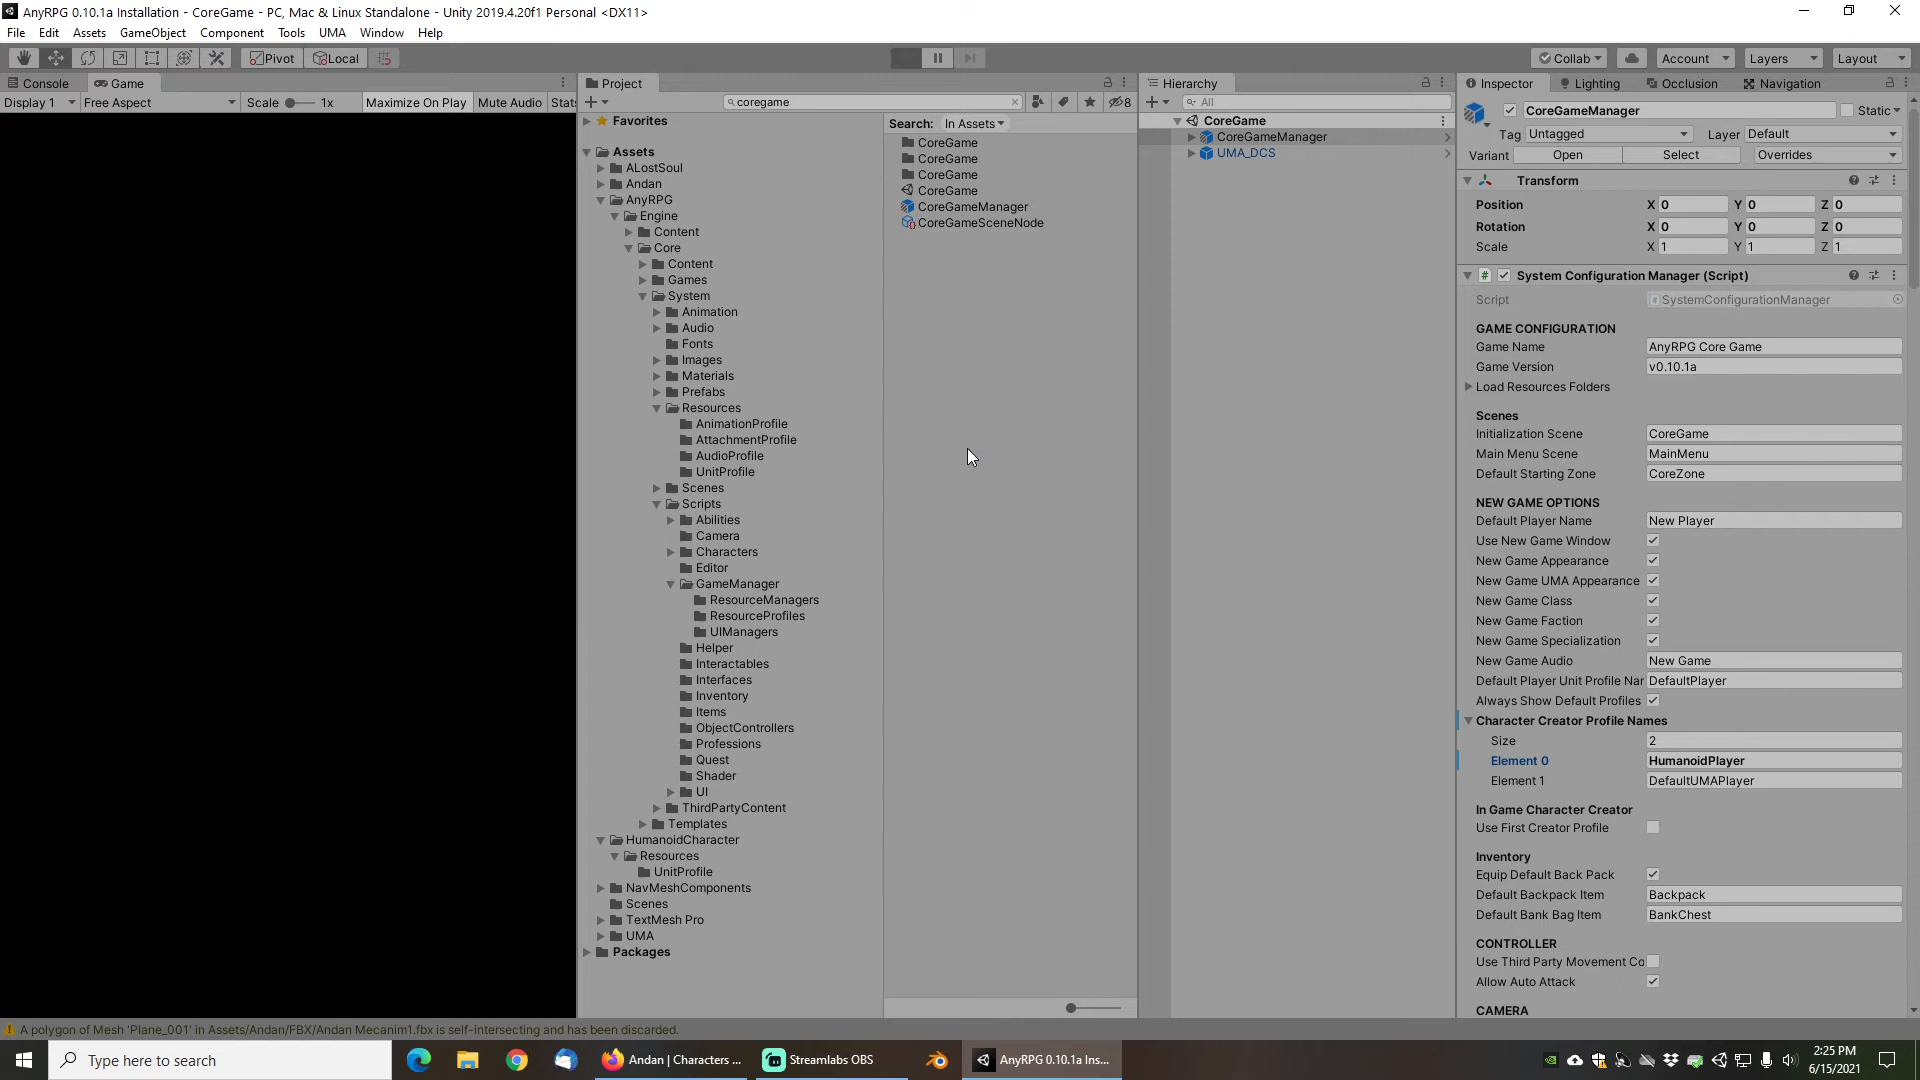 AnyRPG 0.10.1a Installation - CoreGame - PC, Mac & Linux Standalone - Unity 2019.4.20f1 Personal <DX11>
File Edit Assets GameObject Component Tools UMA Window Help
Pivot Local Collab Account Layers Layout
Console Game
Display 1 Free Aspect Scale 1x Maximize On Play Mute Audio Stats
Project
coregame 8
Favorites
Assets
ALostSoul
Andan
AnyRPG
Engine
Content
Core
Content
Games
System
Animation
Audio
Fonts
Images
Materials
Prefabs
Resources
AnimationProfile
AttachmentProfile
AudioProfile
UnitProfile
Scenes
Scripts
Abilities
Camera
Characters
Editor
GameManager
ResourceManagers
ResourceProfiles
UIManagers
Helper
Interactables
Interfaces
Inventory
Items
ObjectControllers
Professions
Quest
Shader
UI
ThirdPartyContent
Templates
HumanoidCharacter
Resources
UnitProfile
NavMeshComponents
Scenes
TextMesh Pro
UMA
Packages
Search: In Assets
CoreGame
CoreGame
CoreGame
CoreGame
CoreGameManager
CoreGameSceneNode
Hierarchy
All
CoreGame
CoreGameManager
UMA_DCS
Inspector Lighting Occlusion Navigation
CoreGameManager Static
Tag Untagged Layer Default
Variant Open Select Overrides
Transform
Position X 0 Y 0 Z 0
Rotation X 0 Y 0 Z 0
Scale X 1 Y 1 Z 1
# System Configuration Manager (Script)
Script SystemConfigurationManager
GAME CONFIGURATION
Game Name AnyRPG Core Game
Game Version v0.10.1a
Load Resources Folders
Scenes
Initialization Scene CoreGame
Main Menu Scene MainMenu
Default Starting Zone CoreZone
NEW GAME OPTIONS
Default Player Name New Player
Use New Game Window
New Game Appearance
New Game UMA Appearance
New Game Class
New Game Faction
New Game Specialization
New Game Audio New Game
Default Player Unit Profile Nar DefaultPlayer
Always Show Default Profiles
Character Creator Profile Names
Size 2
Element 0 HumanoidPlayer
Element 1 DefaultUMAPlayer
In Game Character Creator
Use First Creator Profile
Inventory
Equip Default Back Pack
Default Backpack Item Backpack
Default Bank Bag Item BankChest
CONTROLLER
Use Third Party Movement Co
Allow Auto Attack
CAMERA
A polygon of Mesh 'Plane_001' in Assets/Andan/FBX/Andan Mecanim1.fbx is self-intersecting and has been discarded.
Type here to search
Andan | Characters ...
Streamlabs OBS
AnyRPG 0.10.1a Ins...
2:25 PM
6/15/2021